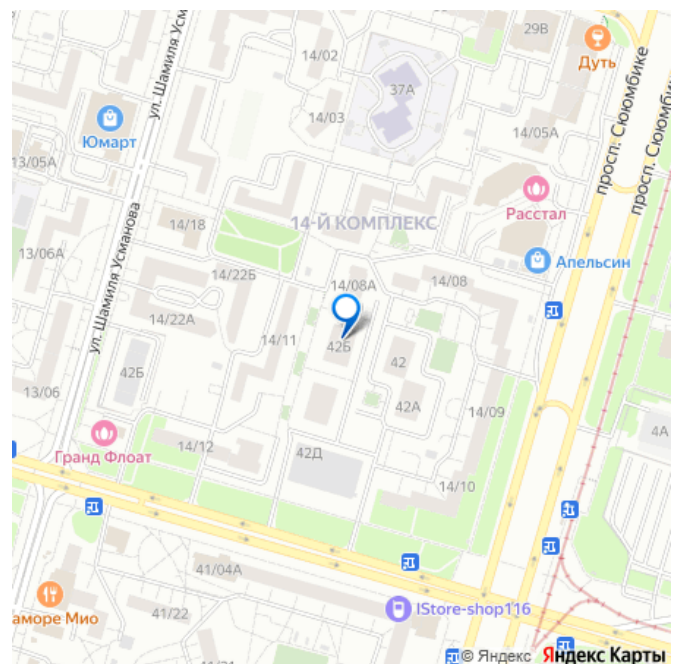 29В
Дуть
14/02
ул. Шамиля Усманова
37А
просп. Сююмбике
просп. Сююмбике
Юмарт
14/03
14/05А
13/05А
Расстал
14/18
14-Й КОМПЛЕКС
13/06А
Апельсин
14/22Б
14/08А
14/08
ул. Шамиля Усманова
14/22А
14/11
42Б
42
42Б
13/06
42А
14/09
4А
Гранд Флоат
14/12
42Д
14/10
41/04А
аморе Мио
41/22
IStore-shop116
© Яндекс Яндекс Карты